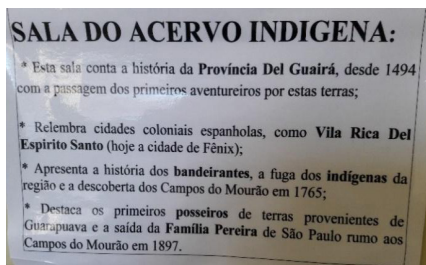 SALA DO ACERVO INDIGENA:
* Esta sala conta a história da Província Del Guairá, desde 1494
com a passagem dos primeiros aventureiros por estas terras;
* Relembra cidades coloniais espanholas, como Vila Rica Del
Espirito Santo (hoje a cidade de Fênix);
* Apresenta a história dos bandeirantes, a fuga dos indígenas da
região e a descoberta dos Campos do Mourão em 1765;
* Destaca os primeiros posseiros de terras provenientes de
Guarapuava e a saída da Família Pereira de São Paulo rumo aos
Campos do Mourão em 1897.